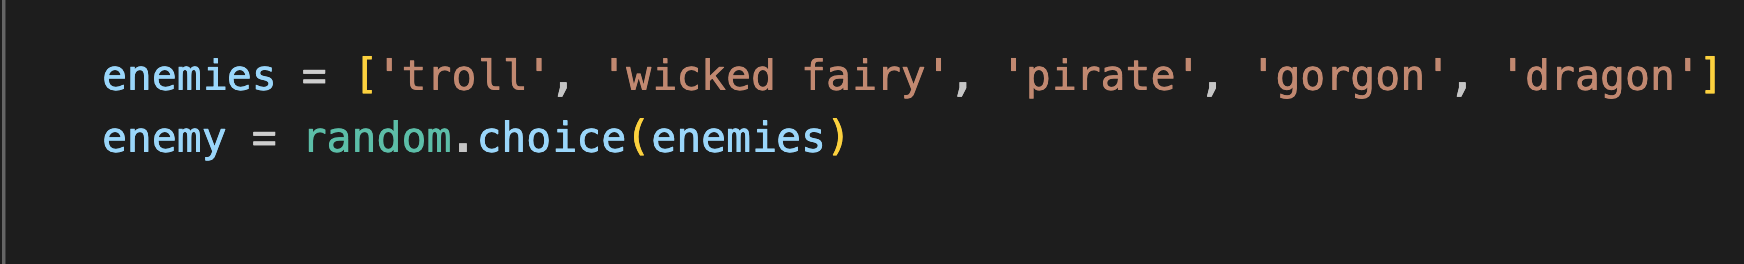 enemies = ['troll', 'wicked fairy', 'pirate', 'gorgon', 'dragon']
enemy = random.choice(enemies)